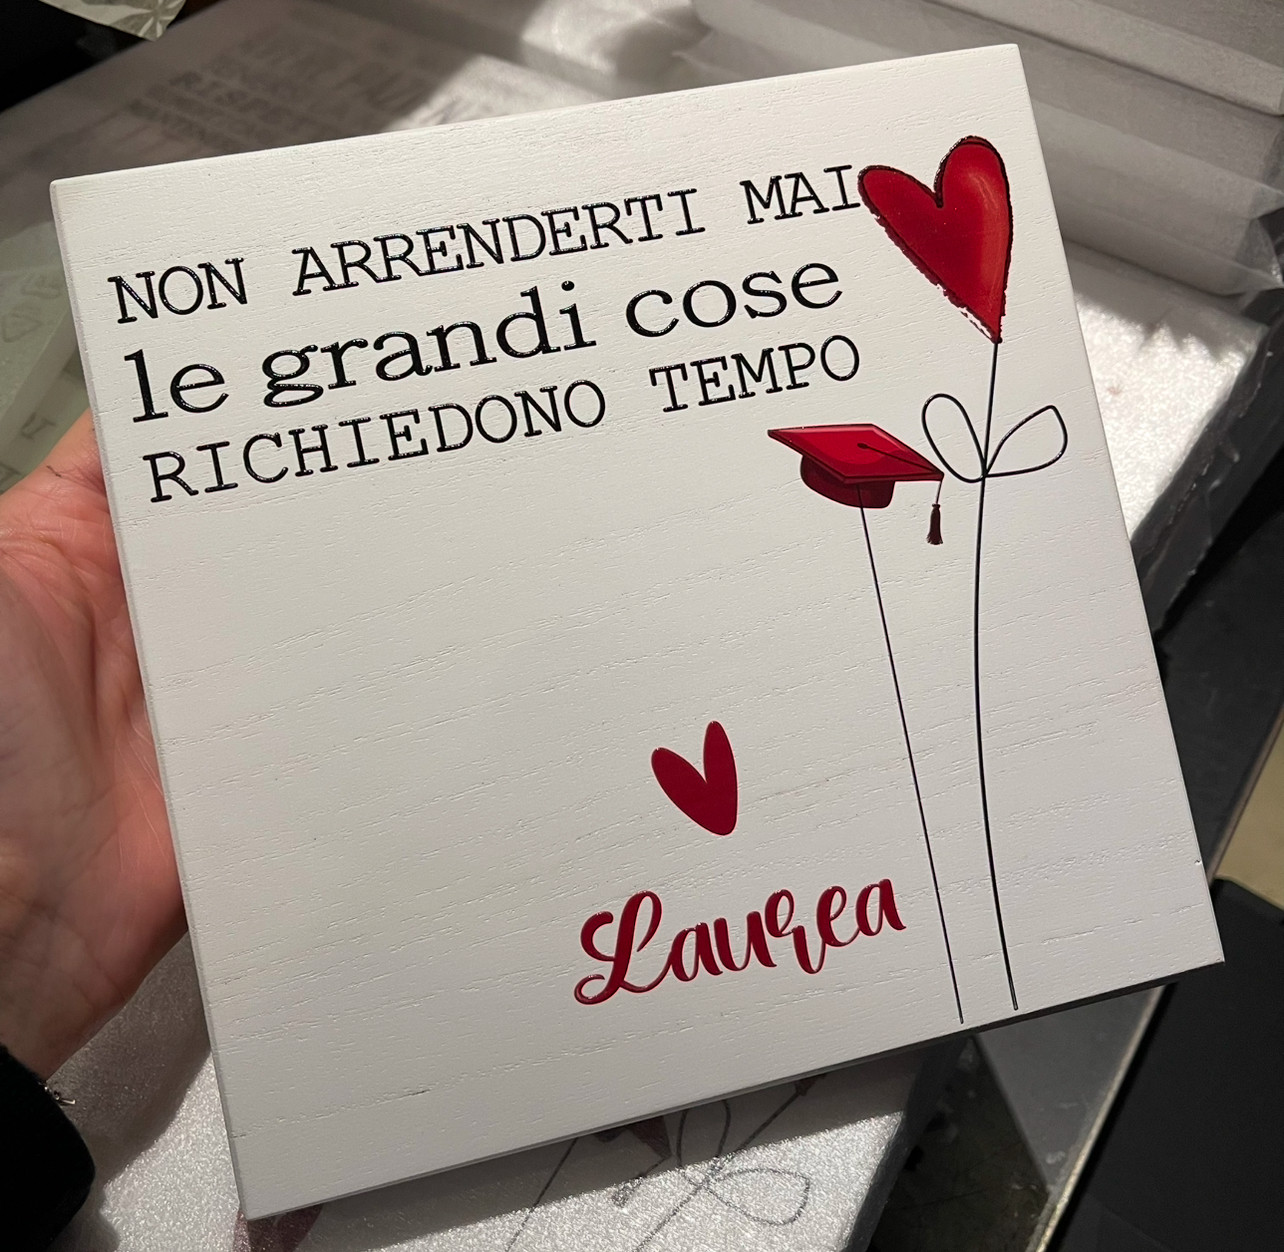 NON ARRENDERTI MAI
le grandi cose
RICHIEDONO TEMPO
Laurea